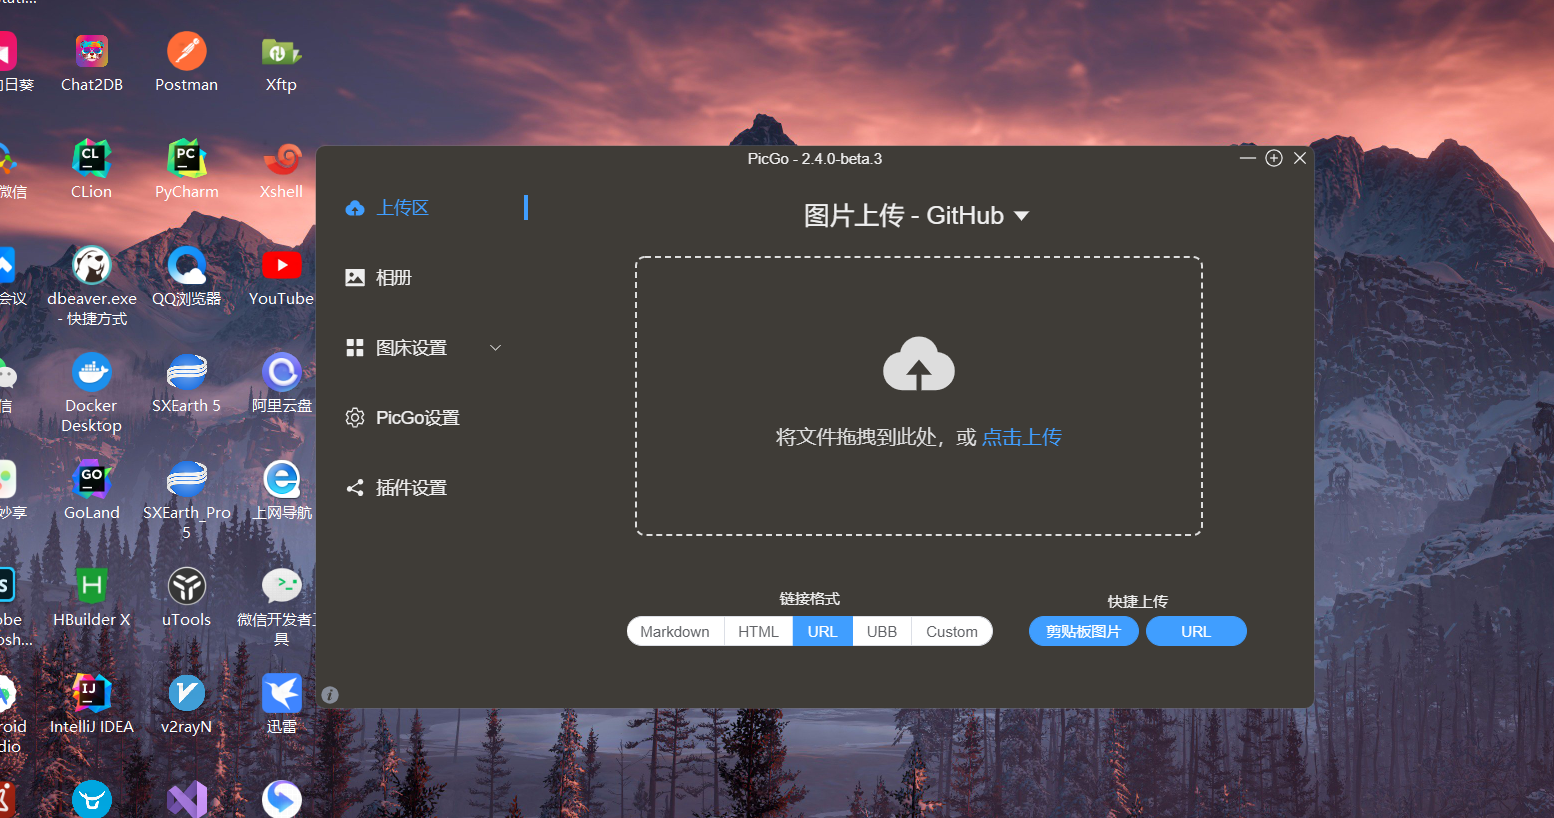 Chat2DB
Postman
Xftp
CLion
PyCharm
Xshell
dbeaver.exe
- 快捷方式
QQ浏览器
YouTube
Docker
Desktop
SXEarth 5
阿里云盘
GoLand
SXEarth_Pro
5
上网导航
HBuilder X
uTools
微信开发者工
具
IntelliJ IDEA
v2rayN
迅雷
日葵
微信
会议
信
妙享
obe
osh...
roid
dio
CL
PC
GO
IJ
PicGo - 2.4.0-beta.3
上传区
相册
图床设置
PicGo设置
插件设置
图片上传 - GitHub
将文件拖拽到此处，或 点击上传
链接格式
Markdown HTML URL UBB Custom
快捷上传
剪贴板图片 URL